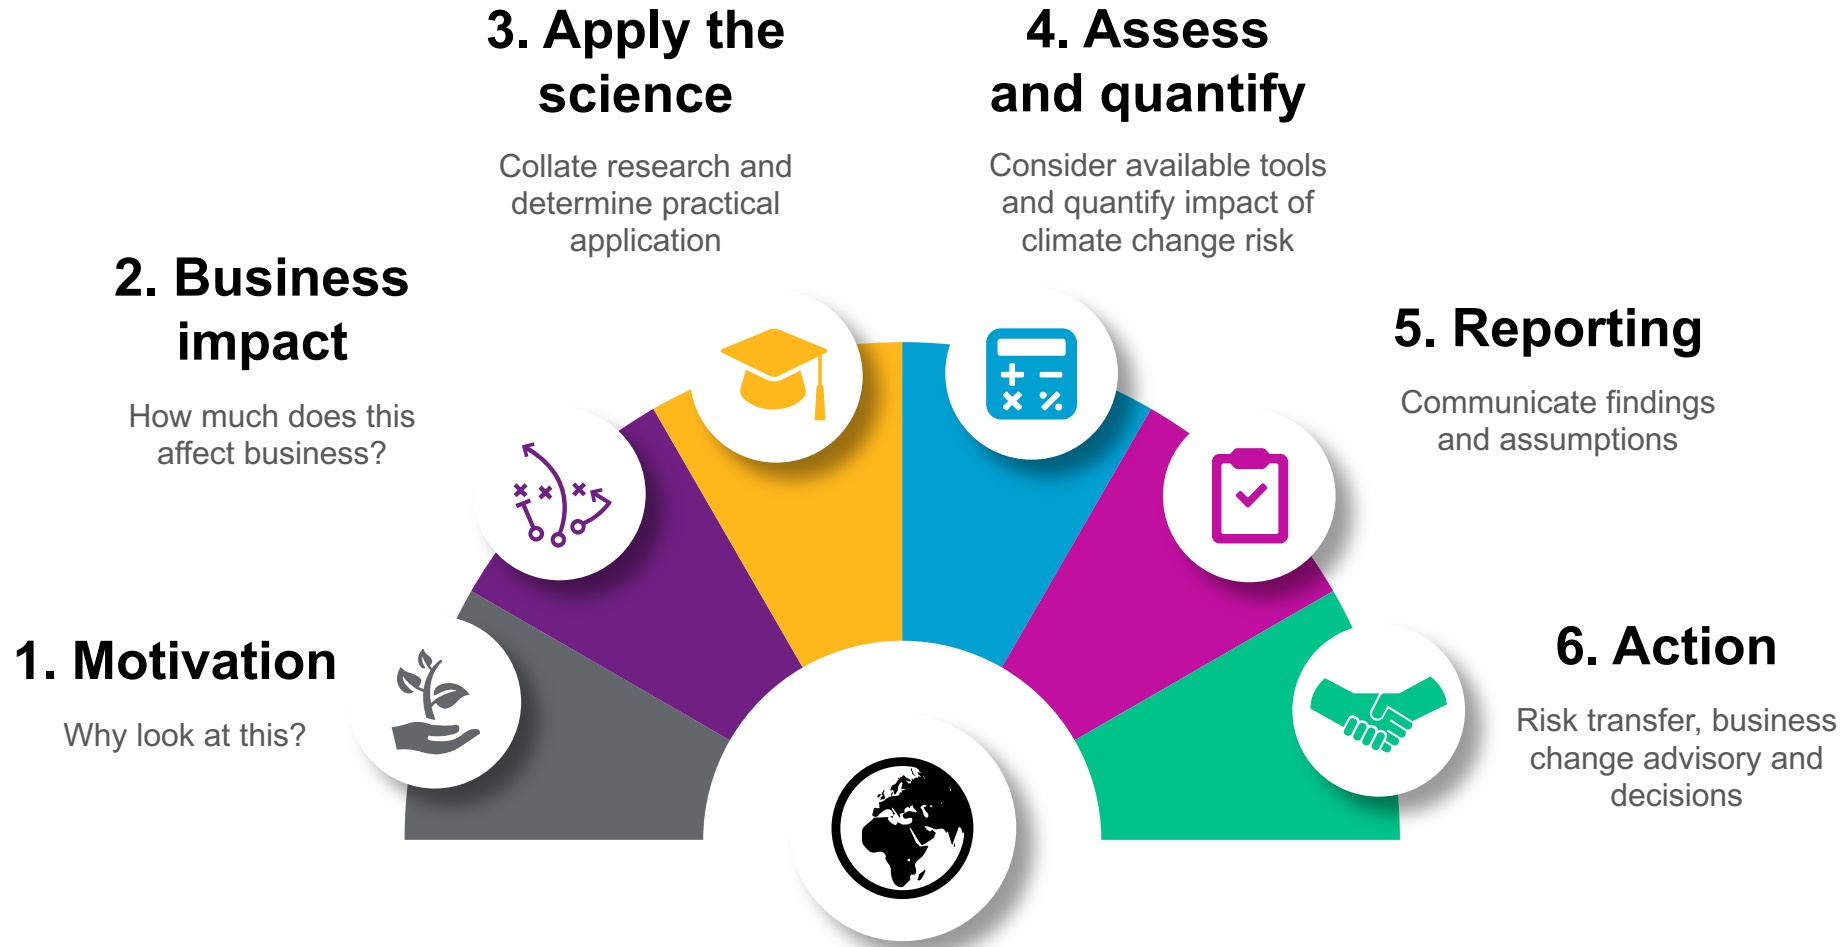 1. Motivation
Why look at this?
2. Business
impact
How much does this
affect business?
3. Apply the
science
Collate research and
determine practical
application
4. Assess
and quantify
Consider available tools
and quantify impact of
climate change risk
5. Reporting
Communicate findings
and assumptions
6. Action
Risk transfer, business
change advisory and
decisions